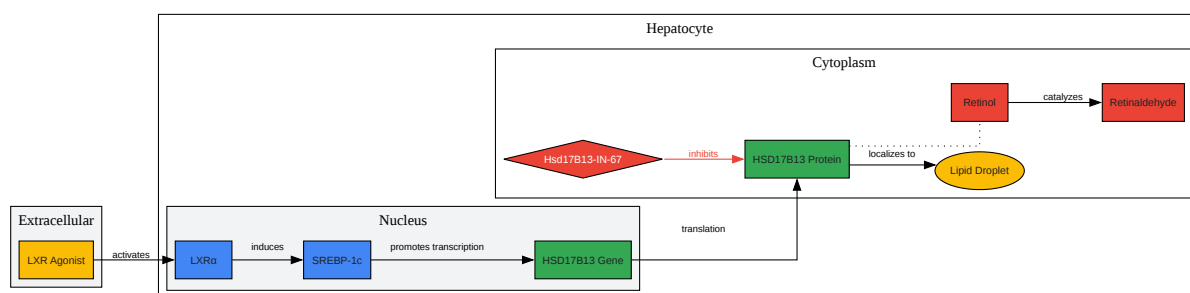 Hepatocyte
Cytoplasm
Retinol
catalyzes
Retinaldehyde
Hsd17B13-IN-67
inhibits
HSD17B13 Protein
localizes to
Lipid Droplet
Extracellular
LXR Agonist
activates
Nucleus
LXRα
induces
SREBP-1c
promotes transcription
HSD17B13 Gene
translation